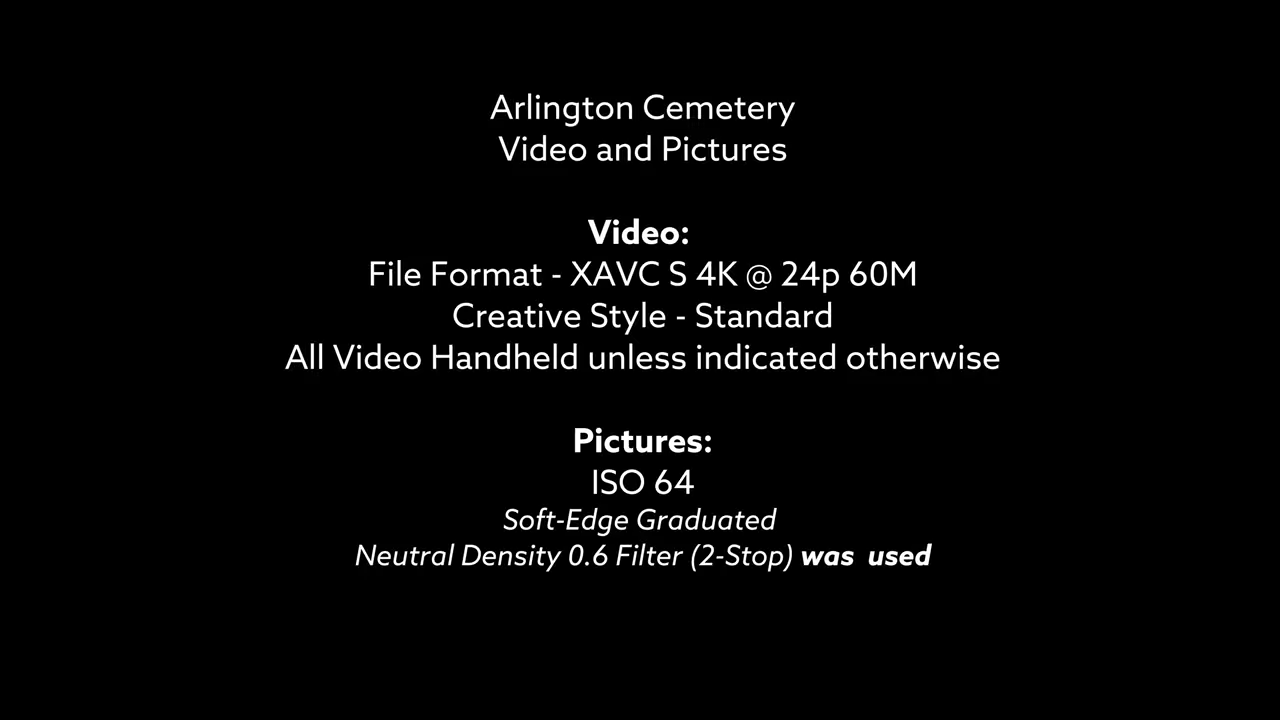 Arlington Cemetery
Video and Pictures
Video:
File Format - XAVC S 4K @ 24p 60M
Creative Style - Standard
All Video Handheld unless indicated otherwise
Pictures:
ISO 64
Soft-Edge Graduated
Neutral Density 0.6 Filter (2-Stop) was  used